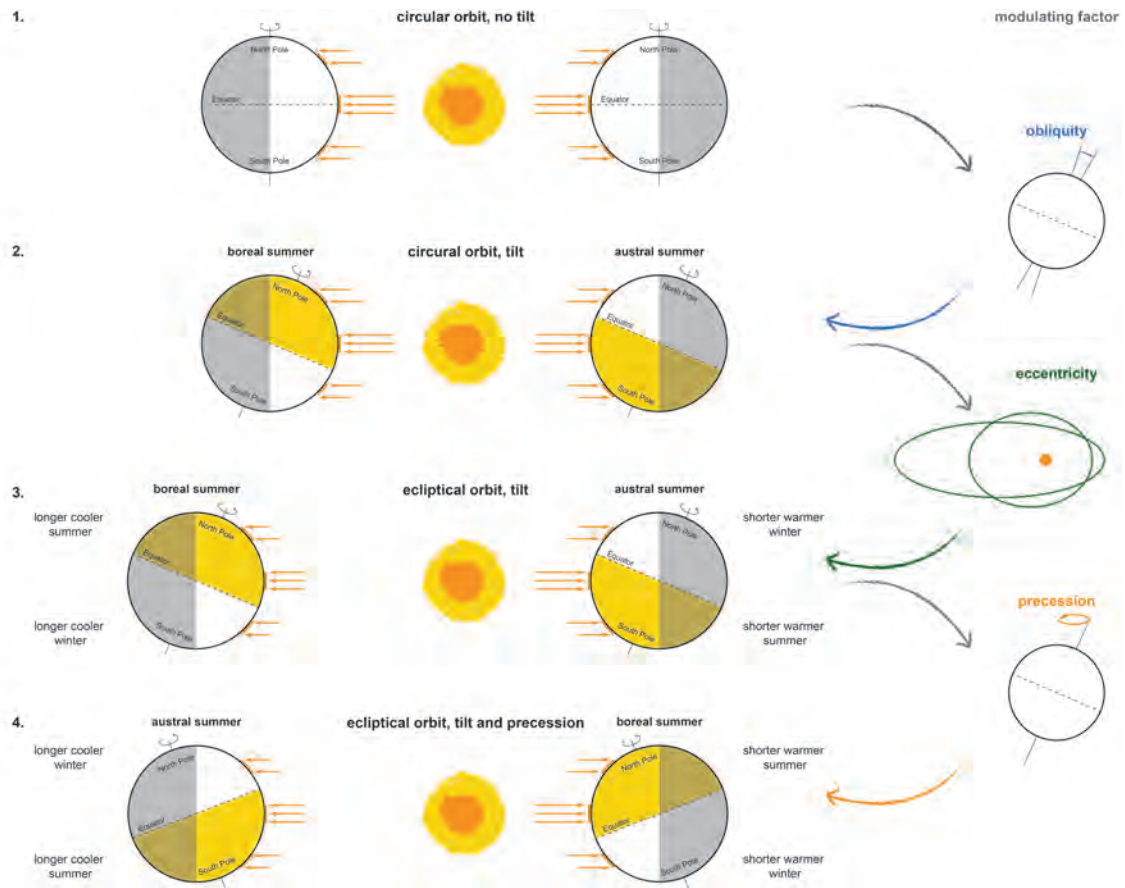 1.
circular orbit, no tilt
modulating factor
North Pole
Equator
South Pole
North Pole
Equator
South Pole
obliquity
2.
boreal summer
circural orbit, tilt
austral summer
North Pole
Equator
South Pole
North Pole
Equator
South Pole
eccentricity
3.
boreal summer
ecliptical orbit, tilt
austral summer
longer cooler
summer
North Pole
Equator
South Pole
longer cooler
winter
North Pole
Equator
South Pole
shorter warmer
winter
shorter warmer
summer
precession
4.
austral summer
ecliptical orbit, tilt and precession
boreal summer
longer cooler
winter
North Pole
Equator
South Pole
longer cooler
summer
North Pole
Equator
South Pole
shorter warmer
summer
shorter warmer
winter